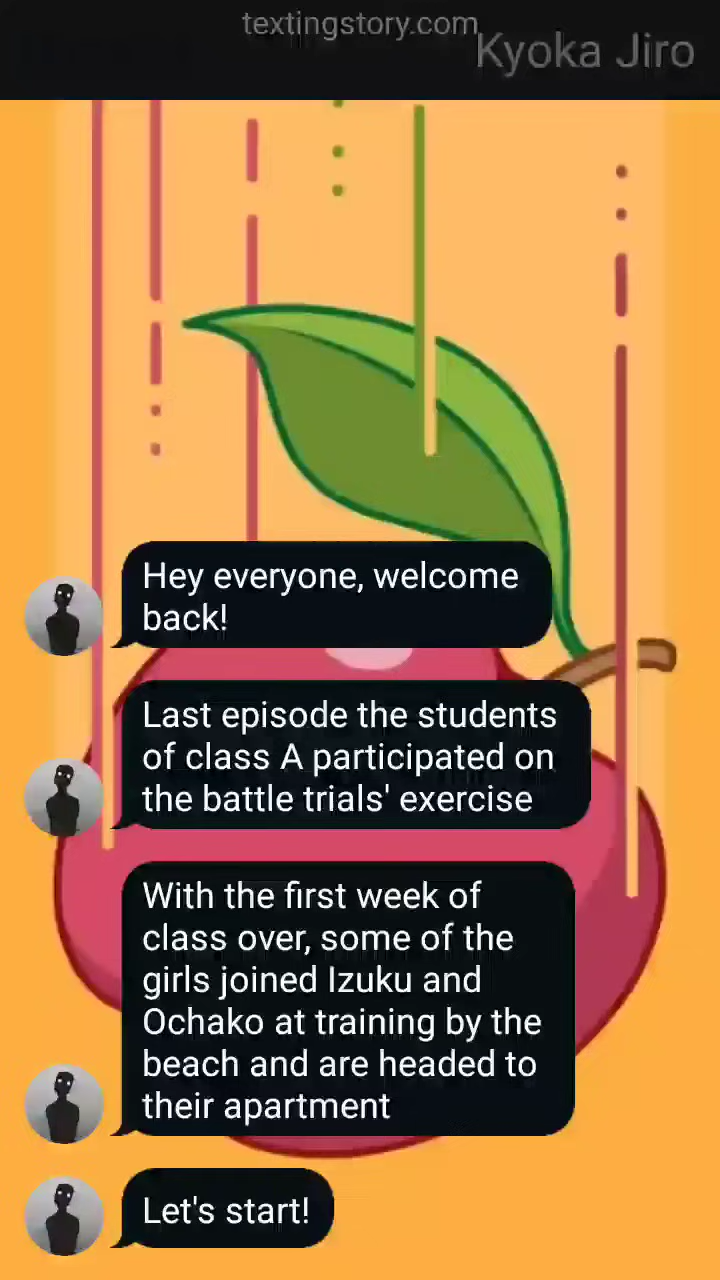 textingstory.com
Kyoka Jiro
Hey everyone, welcome
back!
Last episode the students
of class A participated on
the battle trials' exercise
With the first week of
class over, some of the
girls joined Izuku and
Ochako at training by the
beach and are headed to
their apartment
Let's start!